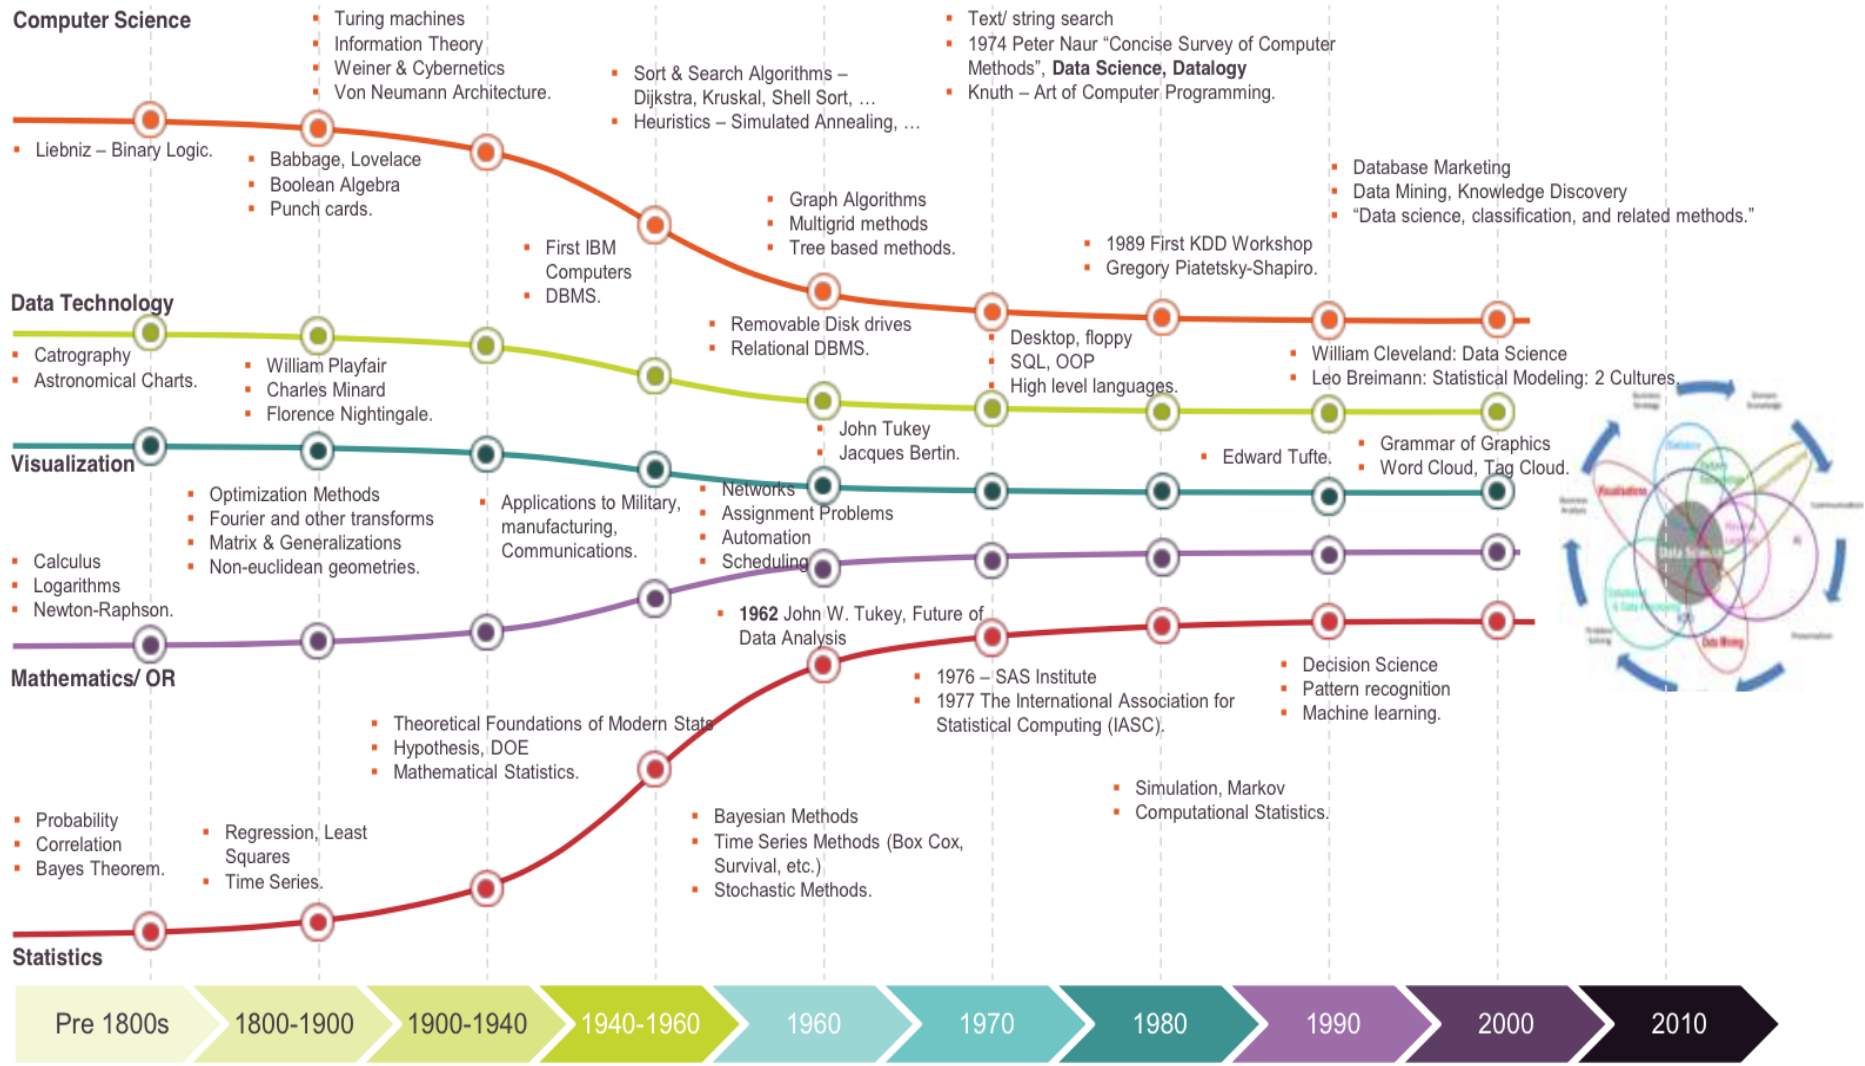 Computer Science
Turing machines
Information Theory
Weiner & Cybernetics
Von Neumann Architecture.
Text/ string search
1974 Peter Naur “Concise Survey of Computer
Methods”, Data Science, Datalogy
Knuth – Art of Computer Programming.
Sort & Search Algorithms –
Dijkstra, Kruskal, Shell Sort, …
Heuristics – Simulated Annealing, …
Liebniz – Binary Logic.
Babbage, Lovelace
Boolean Algebra
Punch cards.
Database Marketing
Data Mining, Knowledge Discovery
“Data science, classification, and related methods.”
Graph Algorithms
Multigrid methods
Tree based methods.
First IBM
Computers
DBMS.
1989 First KDD Workshop
Gregory Piatetsky-Shapiro.
Data Technology
Removable Disk drives
Relational DBMS.
Desktop, floppy
SQL, OOP
High level languages.
William Cleveland: Data Science
Leo Breimann: Statistical Modeling: 2 Cultures.
Catrography
Astronomical Charts.
William Playfair
Charles Minard
Florence Nightingale.
John Tukey
Jacques Bertin.
Edward Tufte.
Grammar of Graphics
Word Cloud, Tag Cloud.
Visualization
Optimization Methods
Fourier and other transforms
Matrix & Generalizations
Non-euclidean geometries.
Applications to Military,
manufacturing,
Communications.
Networks
Assignment Problems
Automation
Scheduling
Calculus
Logarithms
Newton-Raphson.
1962 John W. Tukey, Future of
Data Analysis
Mathematics/ OR
1976 – SAS Institute
1977 The International Association for
Statistical Computing (IASC).
Decision Science
Pattern recognition
Machine learning.
Theoretical Foundations of Modern Stats
Hypothesis, DOE
Mathematical Statistics.
Simulation, Markov
Computational Statistics.
Probability
Correlation
Bayes Theorem.
Regression, Least
Squares
Time Series.
Bayesian Methods
Time Series Methods (Box Cox,
Survival, etc.)
Stochastic Methods.
Statistics
Data Mining
Pre 1800s
1800-1900
1900-1940
1940-1960
1960
1970
1980
1990
2000
2010